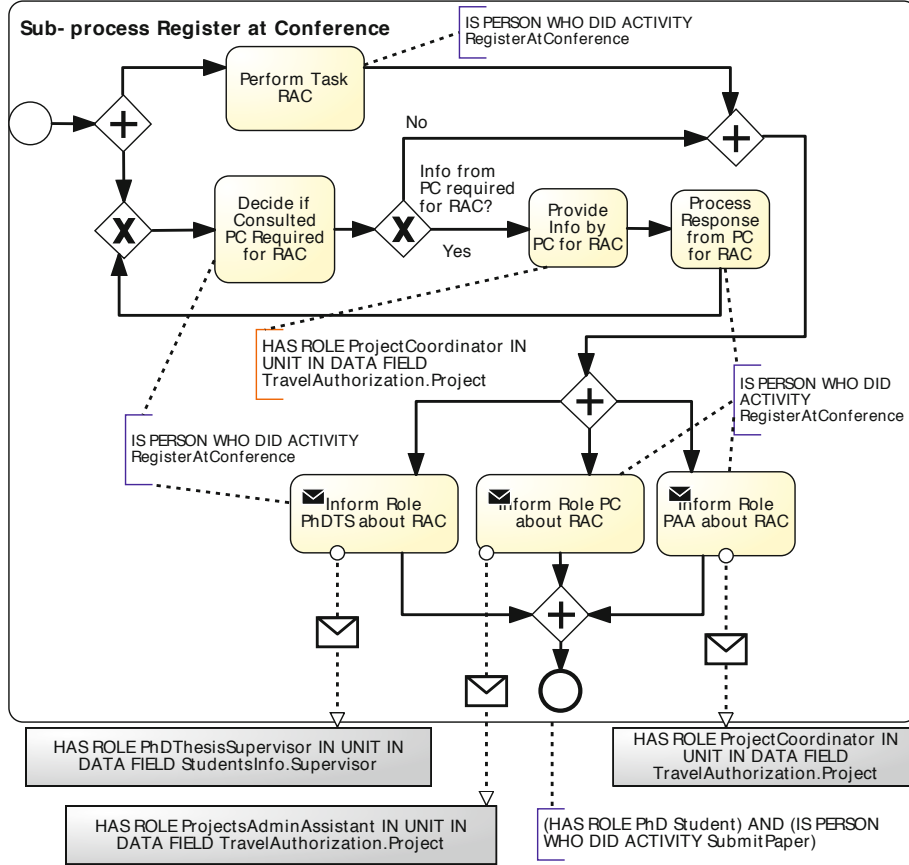 Sub- process Register at Conference
IS PERSON WHO DID ACTIVITY
RegisterAtConference
Perform Task
RAC
No
Info from
PC required
for RAC?
Yes
Decide if
Consulted
PC Required
for RAC
Provide
Info by
PC for RAC
Process
Response
from PC
for RAC
HAS ROLE ProjectCoordinator IN
UNIT IN DATA FIELD
TravelAuthorization.Project
IS PERSON WHO DID
ACTIVITY
RegisterAtConference
IS PERSON WHO DID ACTIVITY
RegisterAtConference
Inform Role
PhDTS about RAC
Inform Role PC
about RAC
Inform Role
PAA about RAC
HAS ROLE PhDThesisSupervisor IN UNIT IN
DATA FIELD StudentsInfo.Supervisor
HAS ROLE ProjectCoordinator IN
UNIT IN DATA FIELD
TravelAuthorization.Project
HAS ROLE ProjectsAdminAssistant IN UNIT IN
DATA FIELD TravelAuthorization.Project
(HAS ROLE PhD Student) AND (IS PERSON
WHO DID ACTIVITY SubmitPaper)